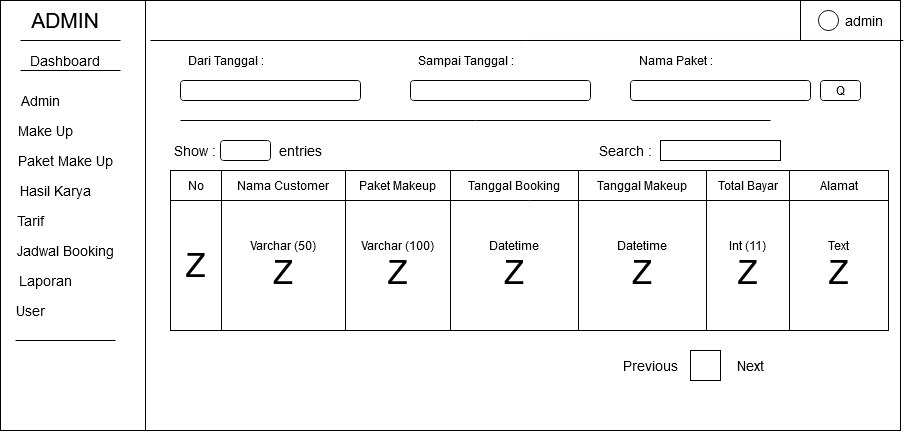 ADMIN
admin
Dashboard
Admin
Make Up
Paket Make Up
Hasil Karya
Tarif
Jadwal Booking
Laporan
User
Dari Tanggal :
Sampai Tanggal :
Nama Paket :
Q
Show : entries
Search :
No Nama Customer Paket Makeup Tanggal Booking Tanggal Makeup Total Bayar Alamat
Varchar (50) Varchar (100) Datetime Datetime Int (11) Text
Z Z Z Z Z Z Z
Previous Next